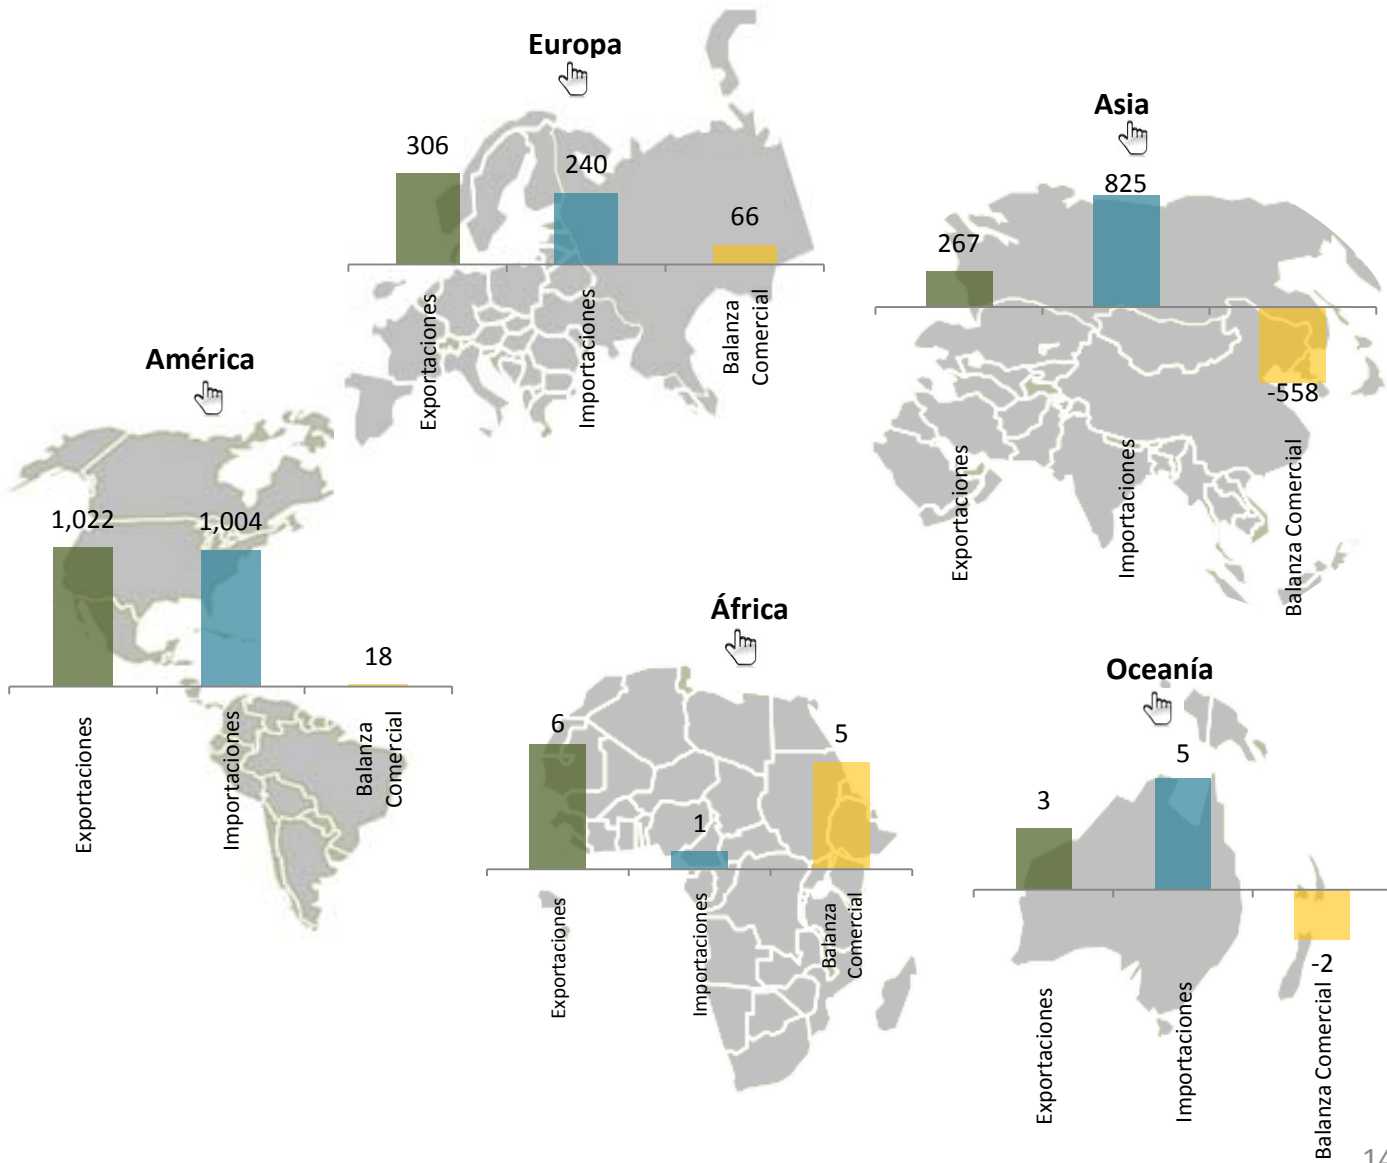 Europa
306
240
66
Exportaciones
Importaciones
Balanza
Comercial
Asia
825
267
-558
Exportaciones
Importaciones
Balanza Comercial
América
1,022
1,004
18
Exportaciones
Importaciones
Balanza
Comercial
África
6
1
5
Exportaciones
Importaciones
Balanza
Comercial
Oceanía
3
5
-2
Exportaciones
Importaciones
Balanza Comercial
14